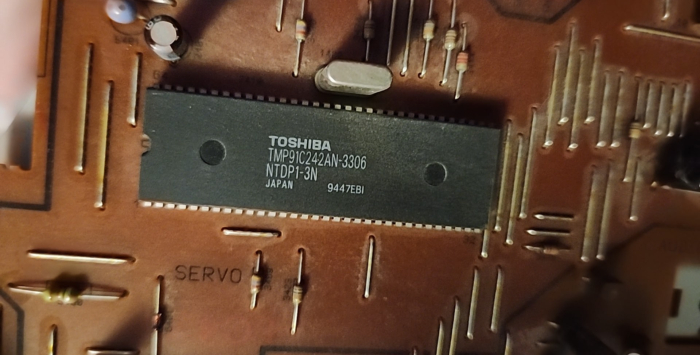 TOSHIBA
TMP91C242AN-3306
NTDP1-3N
JAPAN 9447EBI
SERVO